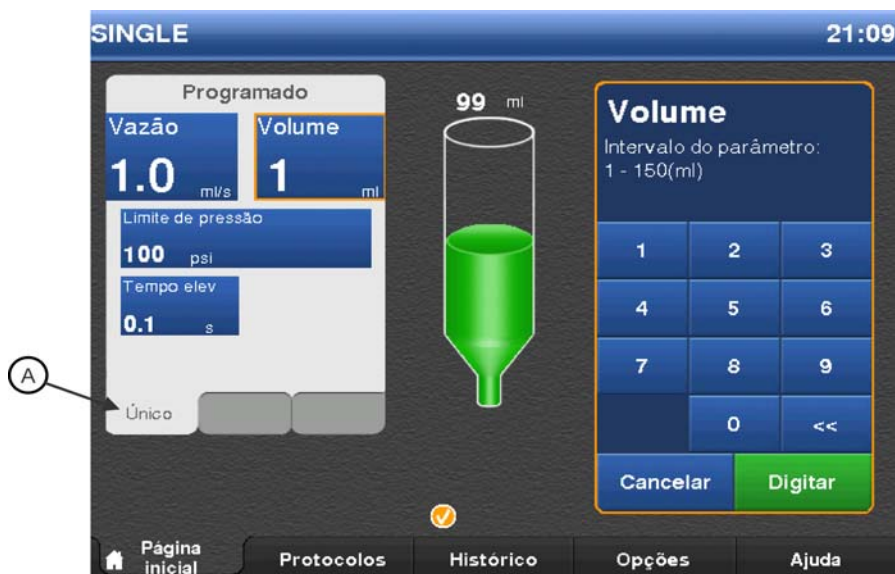 SINGLE 21:09
Programado
Vazão
1.0 ml/s
Volume
1 ml
Limite de pressão
100 psi
Tempo elev
0.1 s
Único
A
99 ml
Volume
Intervalo do parâmetro:
1 - 150(ml)
1 2 3
4 5 6
7 8 9
0 <<
Cancelar Digitar
Página
inicial
Protocolos
Histórico
Opções
Ajuda